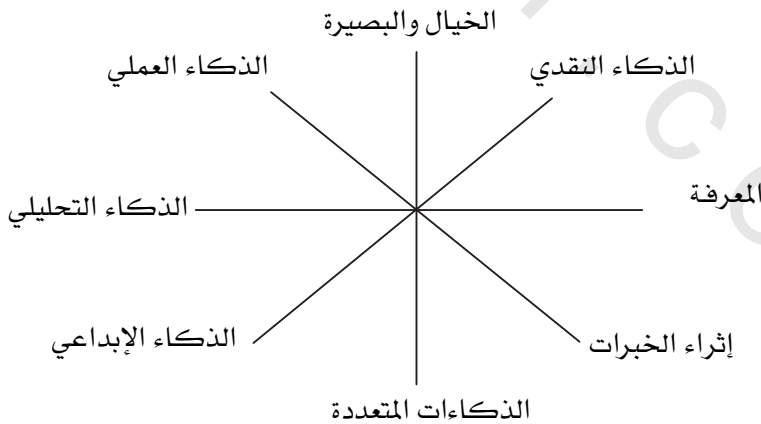 الخيال والبصيرة
الذكاء النقدي
الذكاء العملي
المعرفة
الذكاء التحليلي
إثراء الخبرات
الذكاء الإبداعي
الذكاءات المتعددة